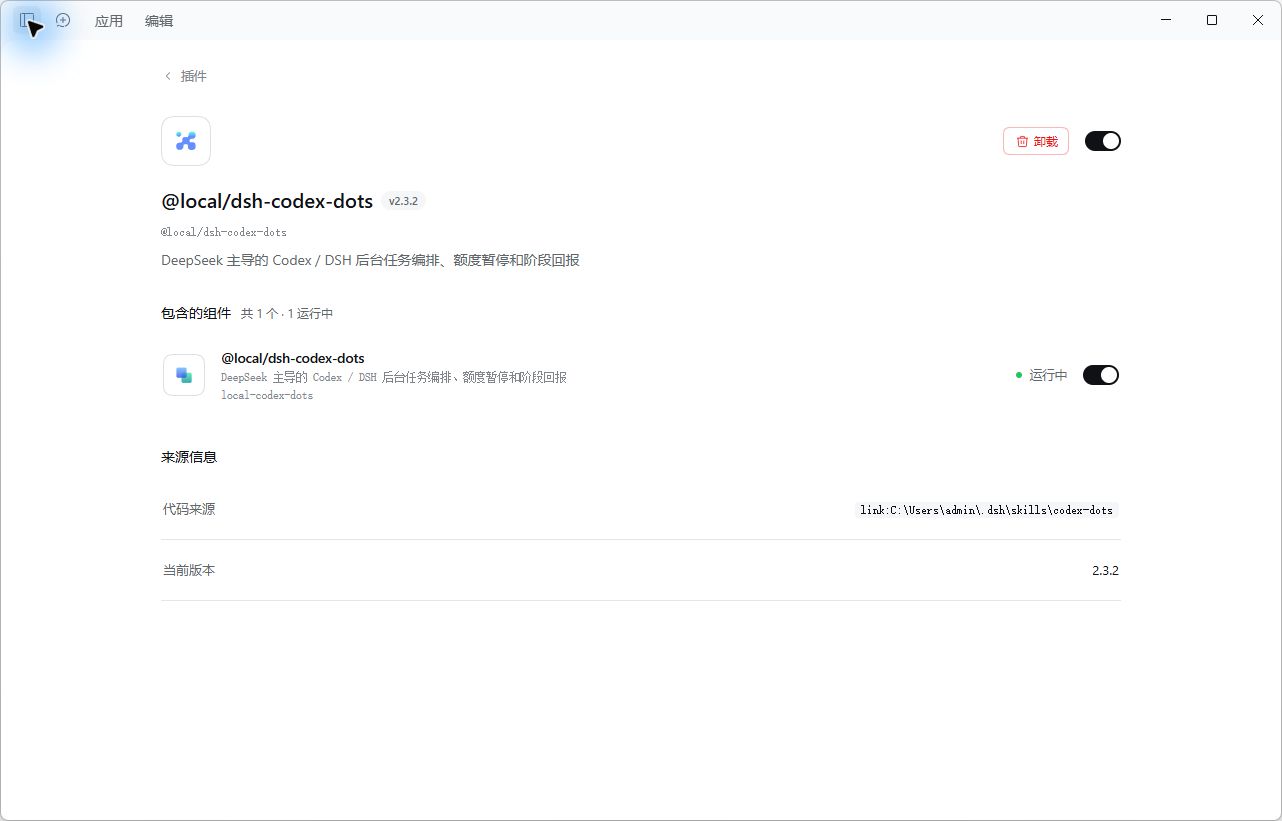 应用 编辑
插件
卸载
@local/dsh-codex-dots v2.3.2
@local/dsh-codex-dots
DeepSeek 主导的 Codex / DSH 后台任务编排、额度暂停和阶段回报
包含的组件 共 1 个 · 1 运行中
@local/dsh-codex-dots
DeepSeek 主导的 Codex / DSH 后台任务编排、额度暂停和阶段回报
local-codex-dots
运行中
来源信息
代码来源 link:C:\Users\admin\.dsh\skills\codex-dots
当前版本 2.3.2